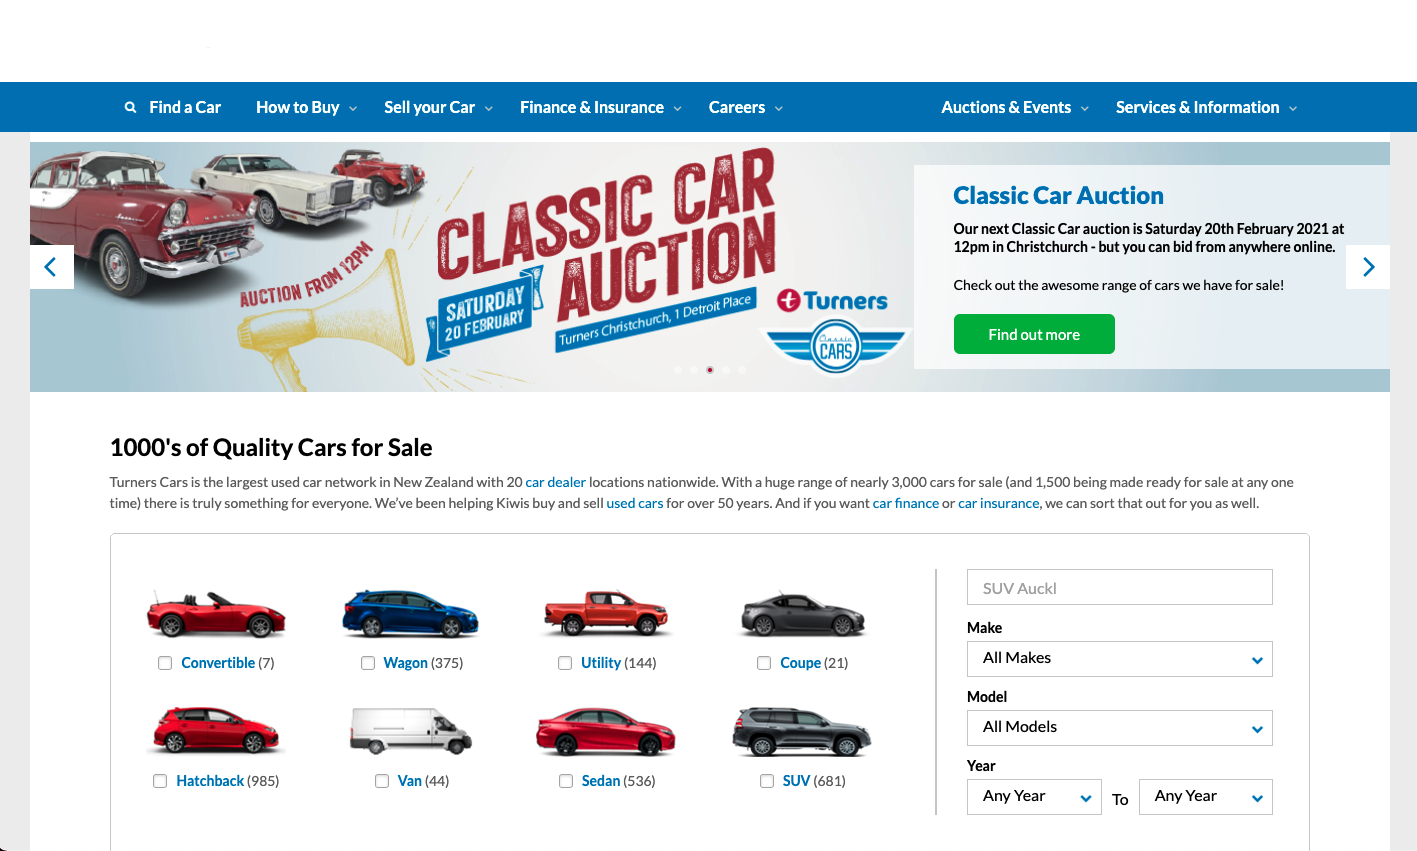 Find a Car
How to Buy
Sell your Car
Finance & Insurance
Careers
Auctions & Events
Services & Information
AUCTION FROM 12PM
CLASSIC CAR
AUCTION
SATURDAY
20 FEBRUARY
Turners Christchurch, 1 Detroit Place
Turners
Classic
CARS
Classic Car Auction
Our next Classic Car auction is Saturday 20th February 2021 at
12pm in Christchurch - but you can bid from anywhere online.
Check out the awesome range of cars we have for sale!
Find out more
1000's of Quality Cars for Sale
Turners Cars is the largest used car network in New Zealand with 20 car dealer locations nationwide. With a huge range of nearly 3,000 cars for sale (and 1,500 being made ready for sale at any one
time) there is truly something for everyone. We've been helping Kiwis buy and sell used cars for over 50 years. And if you want car finance or car insurance, we can sort that out for you as well.
Convertible (7)
Wagon (375)
Utility (144)
Coupe (21)
Hatchback (985)
Van (44)
Sedan (536)
SUV (681)
SUV Auckl
Make
All Makes
Model
All Models
Year
Any Year
To
Any Year